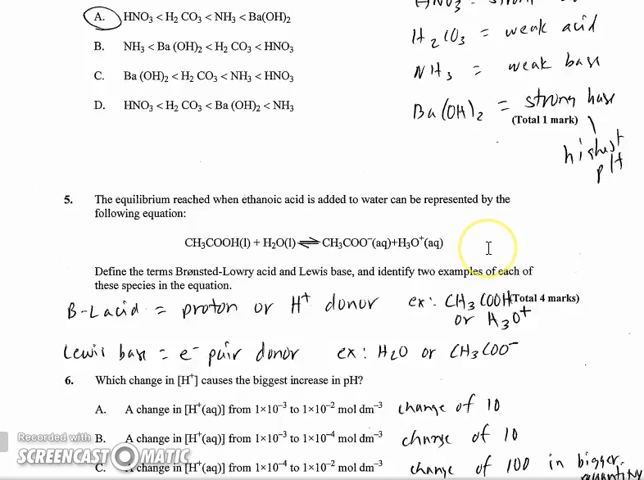 A. HNO₃ < H₂ CO₃ < NH₃ < Ba(OH)₂
H₂CO₃ = weak acid
B. NH₃ < Ba (OH)₂ < H₂ CO₃ < HNO₃
NH₃ = weak base
C. Ba (OH)₂ < H₂ CO₃ < NH₃ < HNO₃
D. HNO₃ < H₂ CO₃ < Ba (OH)₂ < NH₃
Ba(OH)₂ = strong base
(Total 1 mark)
highest
pH
5. The equilibrium reached when ethanoic acid is added to water can be represented by the
following equation:
CH₃COOH(l) + H₂O(l) ⇌ CH₃COO⁻(aq)+H₃O⁺(aq)
Define the terms Brønsted-Lowry acid and Lewis base, and identify two examples of each of
these species in the equation.
(Total 4 marks)
B-L acid = proton or H⁺ donor ex: CH₃COOH
or H₃O⁺
Lewis base = e⁻ pair donor ex: H₂O or CH₃COO⁻
6. Which change in [H⁺] causes the biggest increase in pH?
A. A change in [H⁺(aq)] from 1×10⁻³ to 1×10⁻² mol dm⁻³ change of 10
B. A change in [H⁺(aq)] from 1×10⁻³ to 1×10⁻⁴ mol dm⁻³ change of 10
C. A change in [H⁺(aq)] from 1×10⁻⁴ to 1×10⁻² mol dm⁻³ change of 100 in bigger
quantity
Recorded with
SCREENCAST MATIC